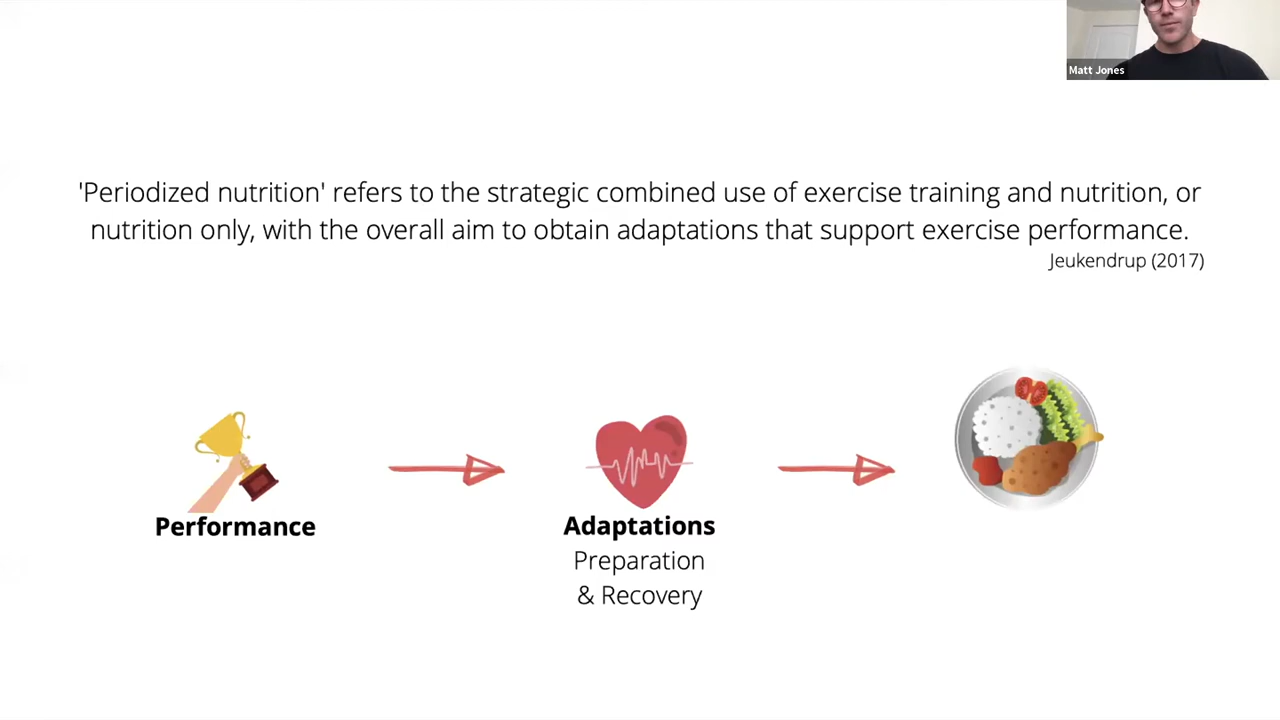 Matt Jones
'Periodized nutrition' refers to the strategic combined use of exercise training and nutrition, or
nutrition only, with the overall aim to obtain adaptations that support exercise performance.
Jeukendrup (2017)
Performance
Adaptations
Preparation
& Recovery